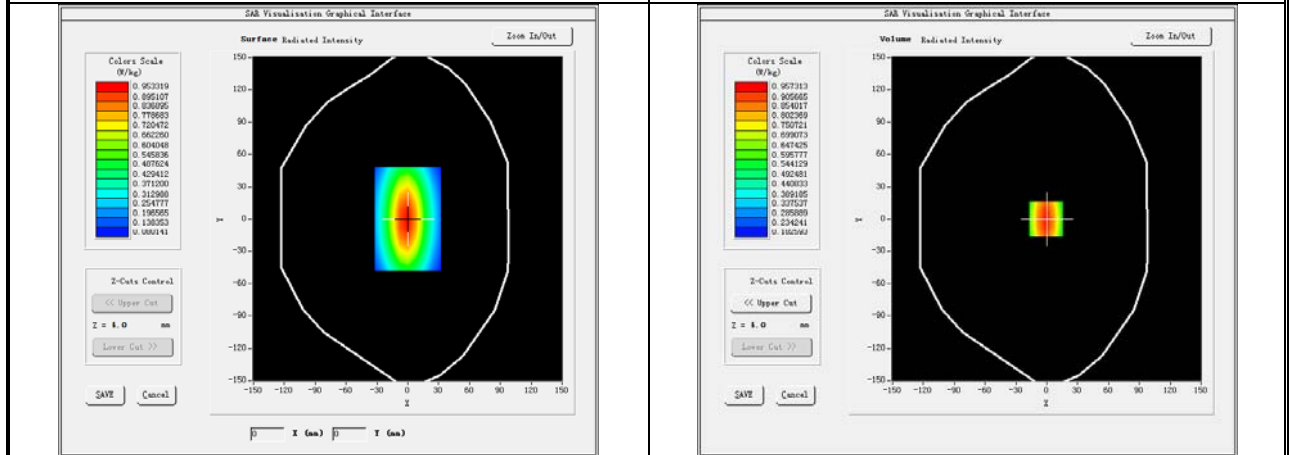 SAR Visualisation Graphical Interface
Surface Radiated Intensity
Zoom In/Out
Colors Scale
(W/kg)
0.953319
0.895107
0.836895
0.778683
0.720472
0.662260
0.604048
0.545836
0.487624
0.429412
0.371200
0.312988
0.254777
0.196565
0.138353
0.080141
Z-Cuts Control
<< Upper Cut
Z = 4.0 mm
Lower Cut >>
SAVE Cancel
150
120
90
60
30
0
-30
-60
-90
-120
-150
Y
-150 -120 -90 -60 -30 0 30 60 90 120 150
X
0 X (mm) 0 Y (mm)
SAR Visualisation Graphical Interface
Volume Radiated Intensity
Zoom In/Out
Colors Scale
(W/kg)
0.957313
0.905665
0.854017
0.802369
0.750721
0.699073
0.647425
0.595777
0.544129
0.492481
0.440833
0.389185
0.337537
0.285889
0.234241
Z-Cuts Control
<< Upper Cut
Z = 4.0 mm
Lower Cut >>
SAVE Cancel
150
120
90
60
30
0
-30
-60
-90
-120
-150
Y
-150 -120 -90 -60 -30 0 30 60 90 120 150
X